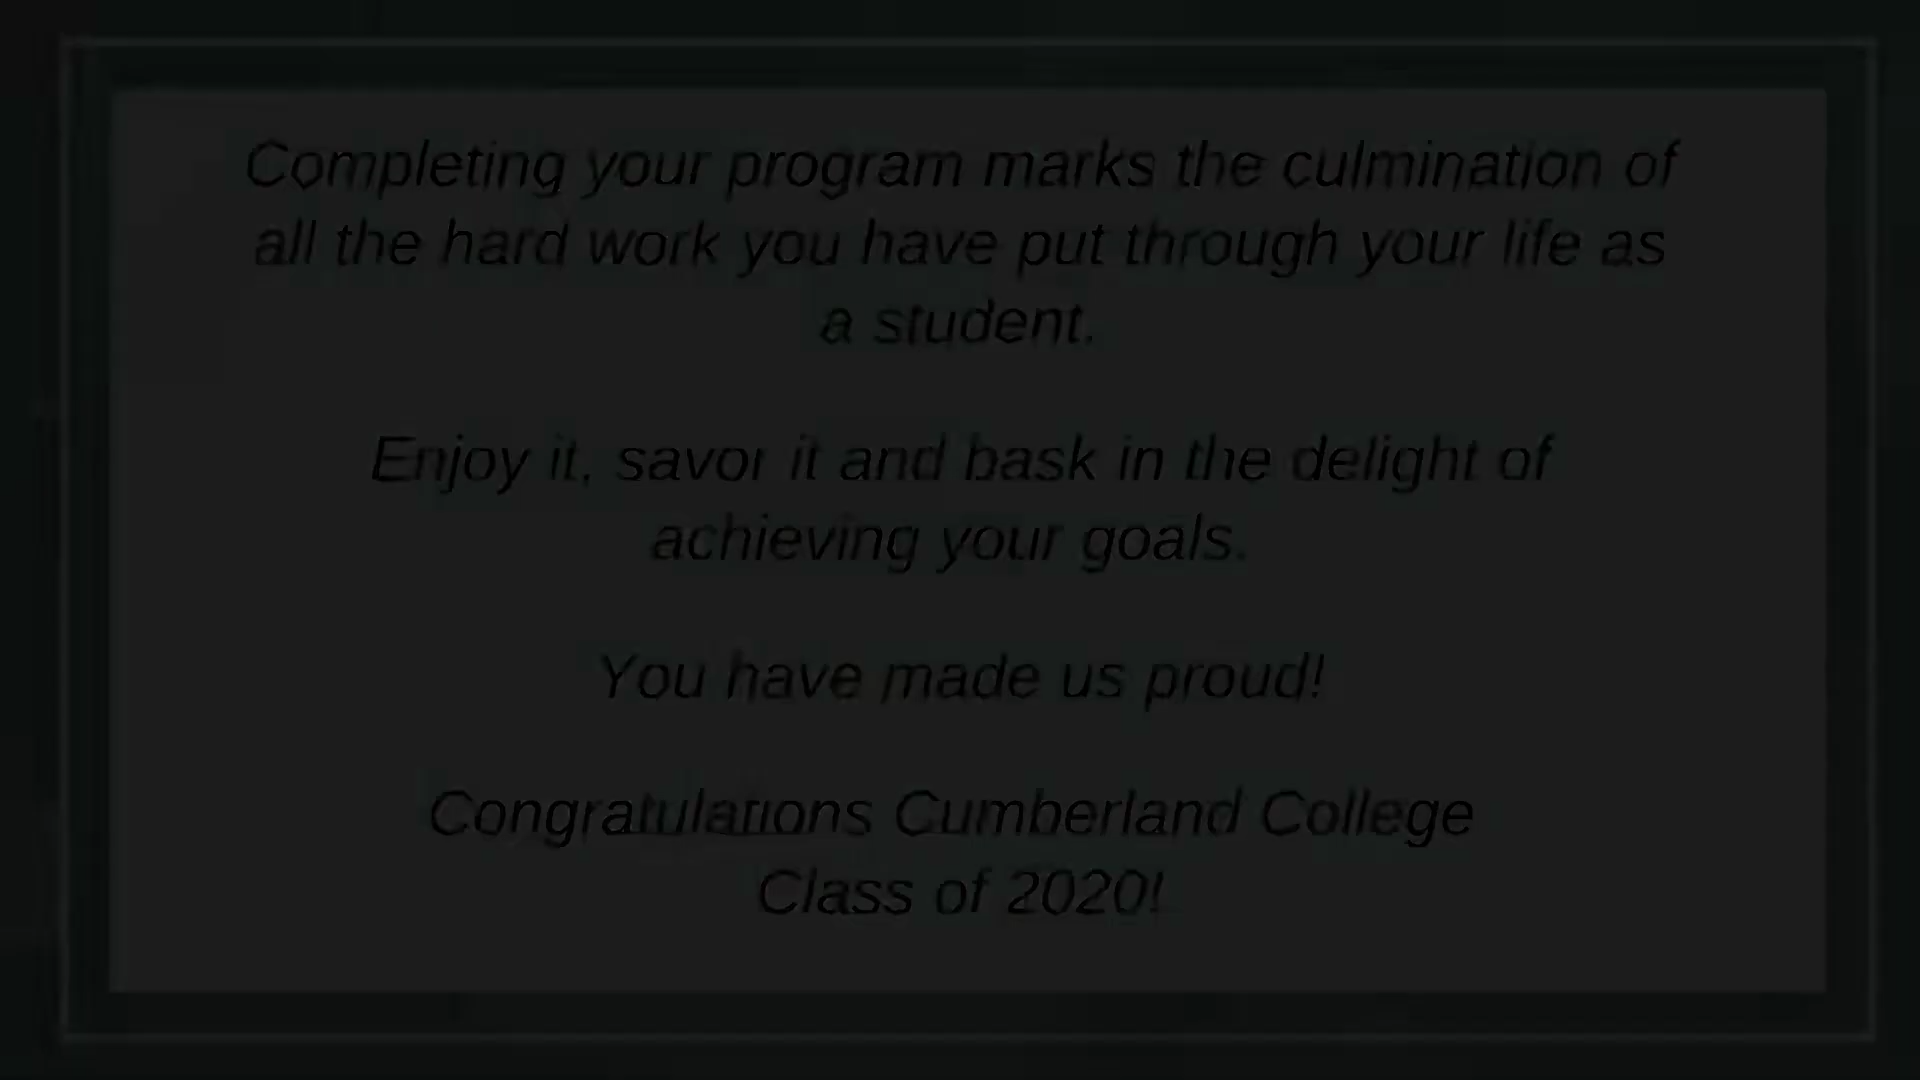 Completing your program marks the culmination of
all the hard work you have put through your life as
a student.
Enjoy it, savor it and bask in the delight of
achieving your goals.
You have made us proud!
Congratulations Cumberland College
Class of 2020!